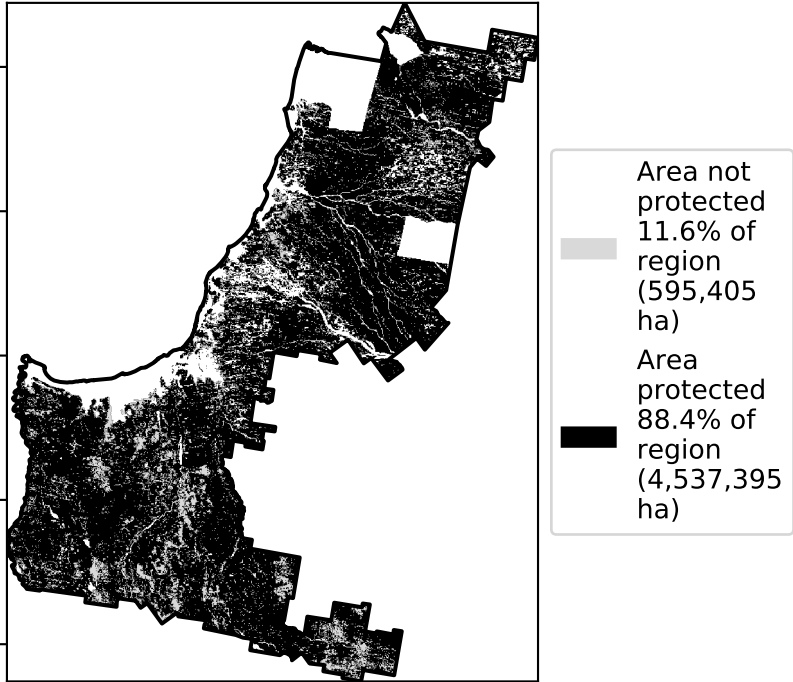 Area not
protected
11.6% of
region
(595,405
ha)
Area
protected
88.4% of
region
(4,537,395
ha)